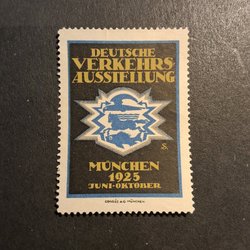 DEUTSCHE
VERKEHRS-
AUSSTELLUNG
S.
MÜNCHEN
1925
JUNI-OKTOBER